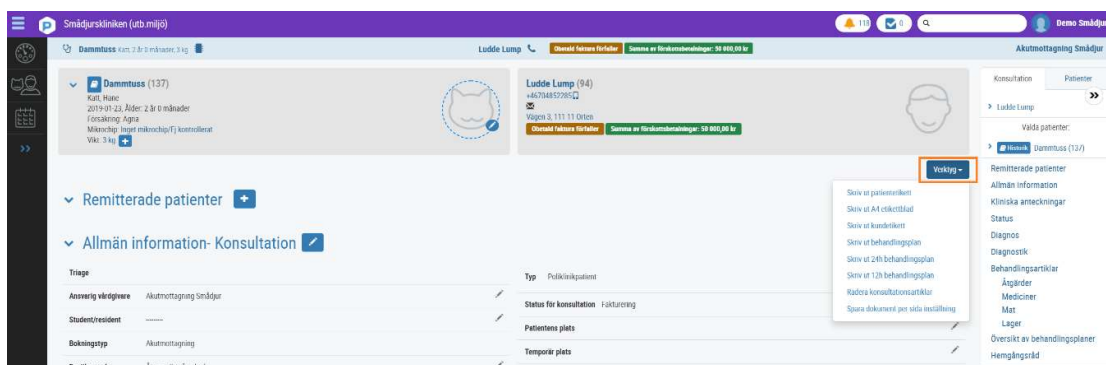 Smådjurskliniken (utb.miljö)
118
0
Demo Smådjur
Dammtuss Katt, 2 år 0 månader, 3 kg
Ludde Lump
Obetald faktura förfaller
Summa av förskottsbetalningar: 50 000,00 kr
Akutmottagning Smådjur
Dammtuss (137)
Katt, Hane
2019-01-23, Ålder: 2 år 0 månader
Försäkring: Agria
Mikrochip: Inget mikrochip/Ej kontrollerat
Vikt: 3 kg
Ludde Lump (94)
+46704852285
Vägen 3, 111 11 Orten
Obetald faktura förfaller
Summa av förskottsbetalningar: 50 000,00 kr
Konsultation
Patienter
Ludde Lump
Valda patienter:
Historik Dammtuss (137)
Verktyg
Skriv ut patientetikett
Skriv ut A4 etikettblad
Skriv ut kundetikett
Skriv ut behandlingsplan
Skriv ut 24h behandlingsplan
Skriv ut 12h behandlingsplan
Radera konsultationsartiklar
Spara dokument per sida inställning
Remitterade patienter
Allmän information- Konsultation
Triage
Ansvarig vårdgivare Akutmottagning Smådjur
Student/resident --------
Bokningstyp Akutmottagning
Typ Poliklinikpatient
Status för konsultation Fakturering
Patientens plats
Temporär plats
Remitterade patienter
Allmän information
Kliniska anteckningar
Status
Diagnos
Diagnostik
Behandlingsartiklar
Åtgärder
Mediciner
Mat
Lager
Översikt av behandlingsplaner
Hemgångsråd